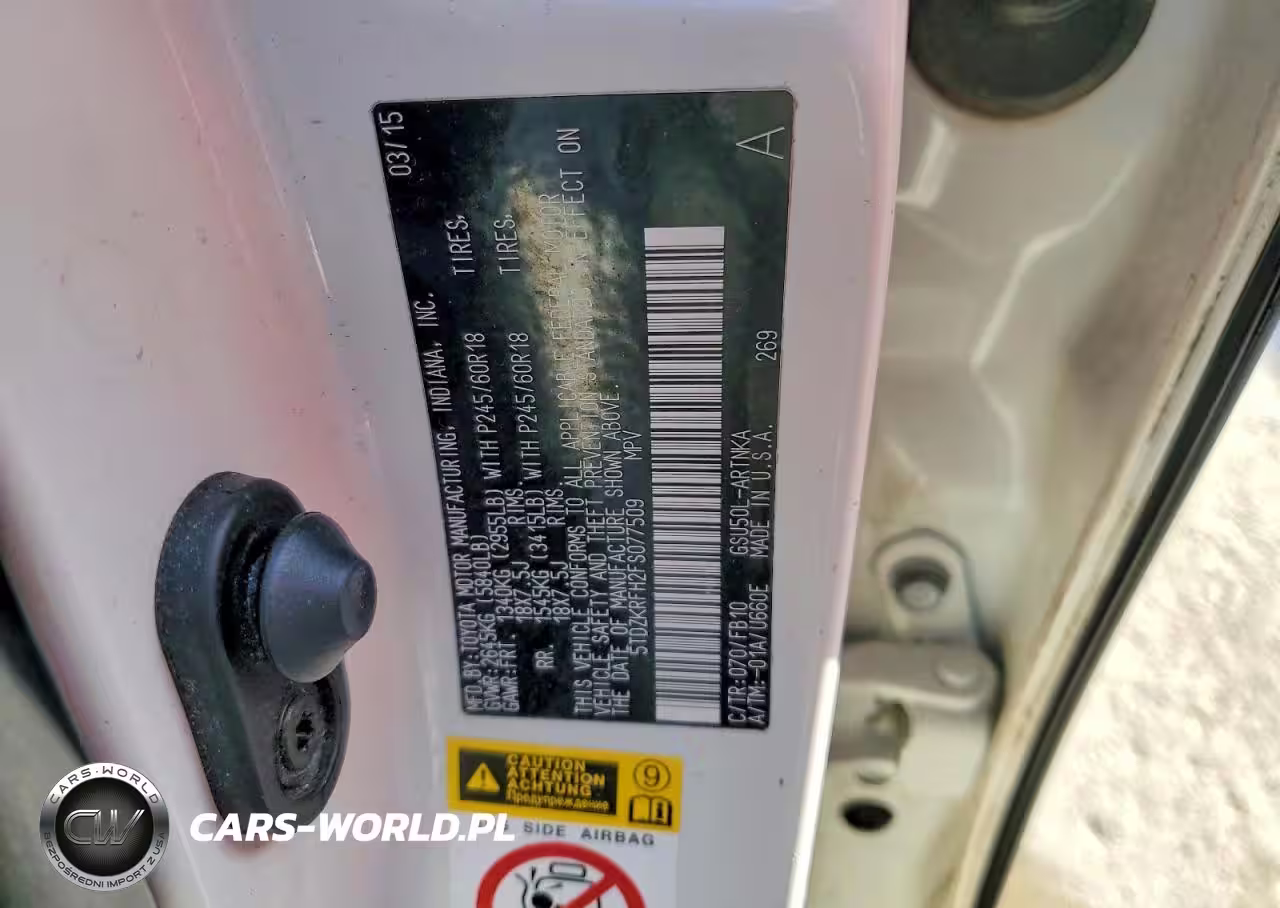 MFD.BY:TOYOTA MOTOR MANUFACTURING, INDIANA, INC. 03/15
GVWR:2645KG (5840LB)
GAWR:FRT. 1340KG (2955LB) WITH P245/60R18 TIRES,
18X7.5J RIMS.
RR. 1545KG (3415LB) WITH P245/60R18 TIRES,
18X7.5J RIMS.
THIS VEHICLE CONFORMS TO ALL APPLICABLE FEDERAL MOTOR
VEHICLE SAFETY AND THEFT PREVENTION STANDARDS IN EFFECT ON
THE DATE OF MANUFACTURE SHOWN ABOVE.
5TDZKRFH2FS077509 MPV
C/TR:070/FB10 GSU50L-ARTNKA 269
A/TM:-01A/U660E MADE IN U.S.A. A
CAUTION
ATTENTION
ACHTUNG
Предупреждение
9
SIDE AIRBAG
CARS-WORLD
CW
BEZPOŚREDNI IMPORT Z USA
CARS-WORLD.PL